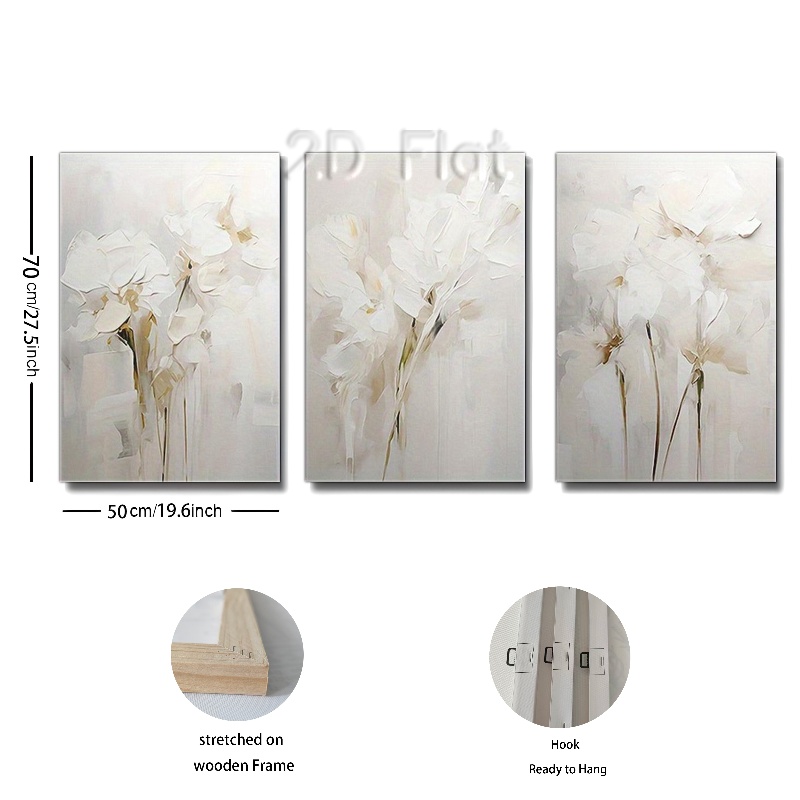 2D Flat
70 cm/27.5inch
50cm/19.6inch
stretched on
wooden Frame
Hook
Ready to Hang